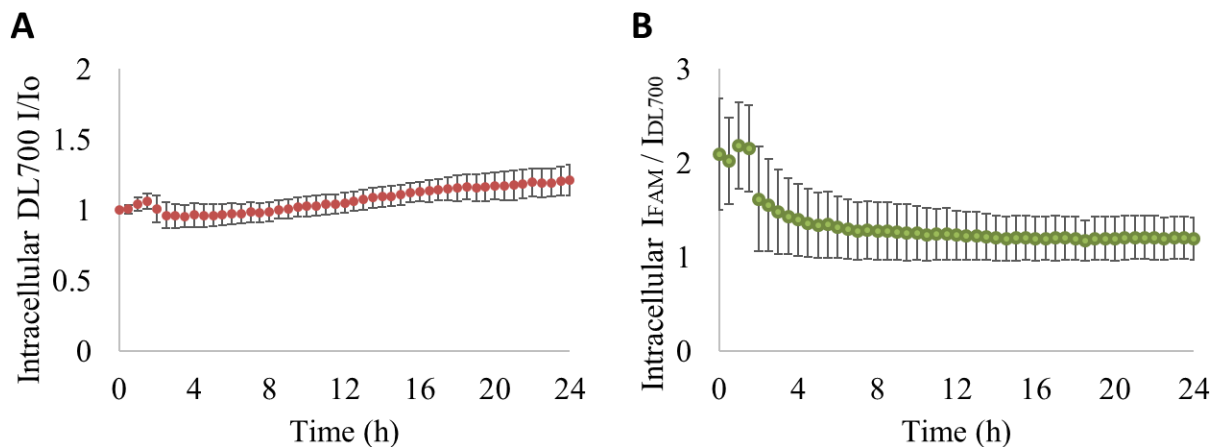 A
Intracellular DL700 I/Io
2
1.5
1
0.5
0
0 4 8 12 16 20 24
Time (h)
B
Intracellular IFAM / IDL700
3
2
1
0
0 4 8 12 16 20 24
Time (h)